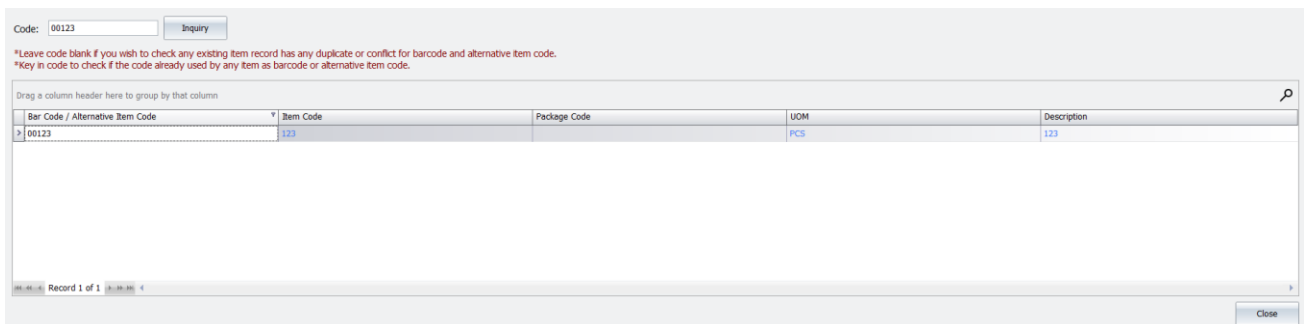 Code: 00123 Inquiry
*Leave code blank if you wish to check any existing item record has any duplicate or conflict for barcode and alternative item code.
*Key in code to check if the code already used by any item as barcode or alternative item code.
Drag a column header here to group by that column
Bar Code / Alternative Item Code Item Code Package Code UOM Description
00123 123 PCS 123
Record 1 of 1
Close